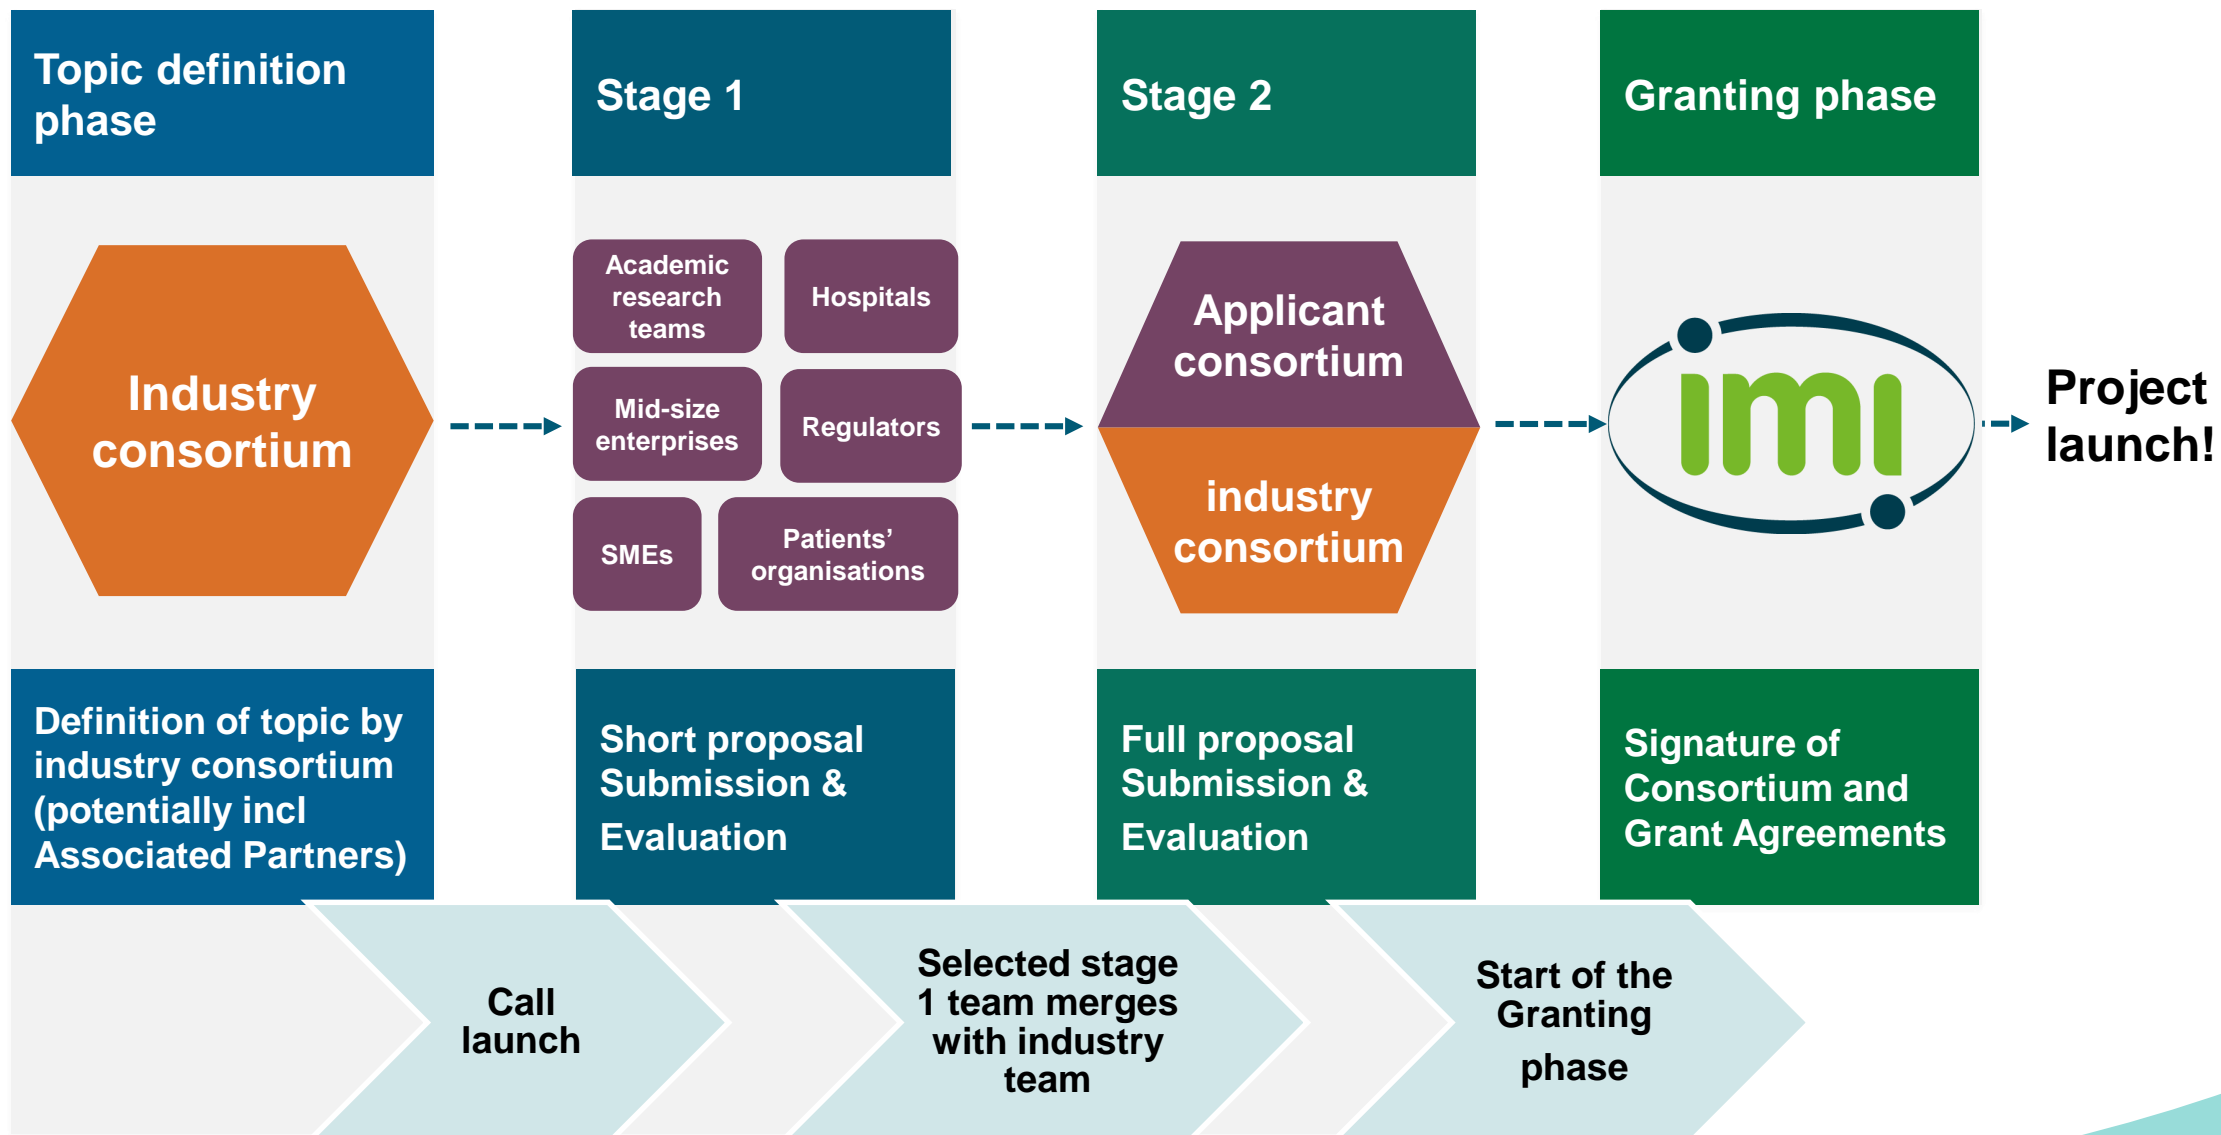 Topic definition
phase
Stage 1
Stage 2
Granting phase
Industry
consortium
Academic
research
teams
Hospitals
Mid-size
enterprises
Regulators
SMEs
Patients’
organisations
Applicant
consortium
industry
consortium
imi
Project
launch!
Definition of topic by
industry consortium
(potentially incl
Associated Partners)
Short proposal
Submission &
Evaluation
Full proposal
Submission &
Evaluation
Signature of
Consortium and
Grant Agreements
Call
launch
Selected stage
1 team merges
with industry
team
Start of the
Granting
phase